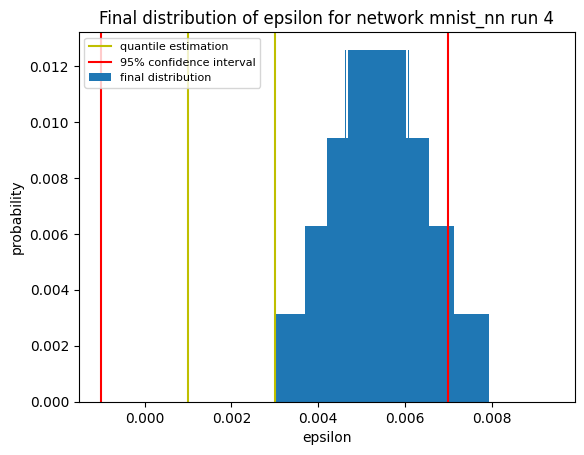 Final distribution of epsilon for network mnist_nn run 4
quantile estimation
95% confidence interval
final distribution
probability
0.012
0.010
0.008
0.006
0.004
0.002
0.000
0.000 0.002 0.004 0.006 0.008
epsilon